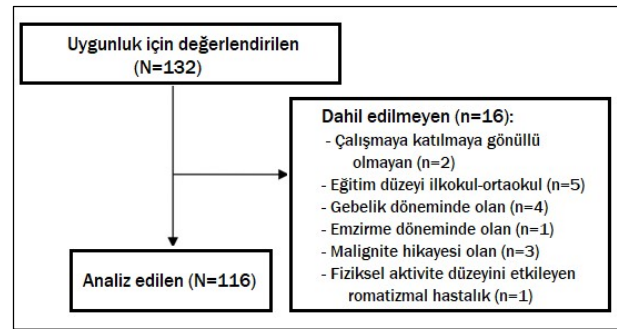 Uygunluk için değerlendirilen
(N=132)
Dahil edilmeyen (n=16):
- Çalışmaya katılmaya gönüllü
olmayan (n=2)
- Eğitim düzeyi ilkokul-ortaokul (n=5)
- Gebelik döneminde olan (n=4)
- Emzirme döneminde olan (n=1)
- Malignite hikayesi olan (n=3)
- Fiziksel aktivite düzeyini etkileyen
romatizmal hastalık (n=1)
Analiz edilen (N=116)